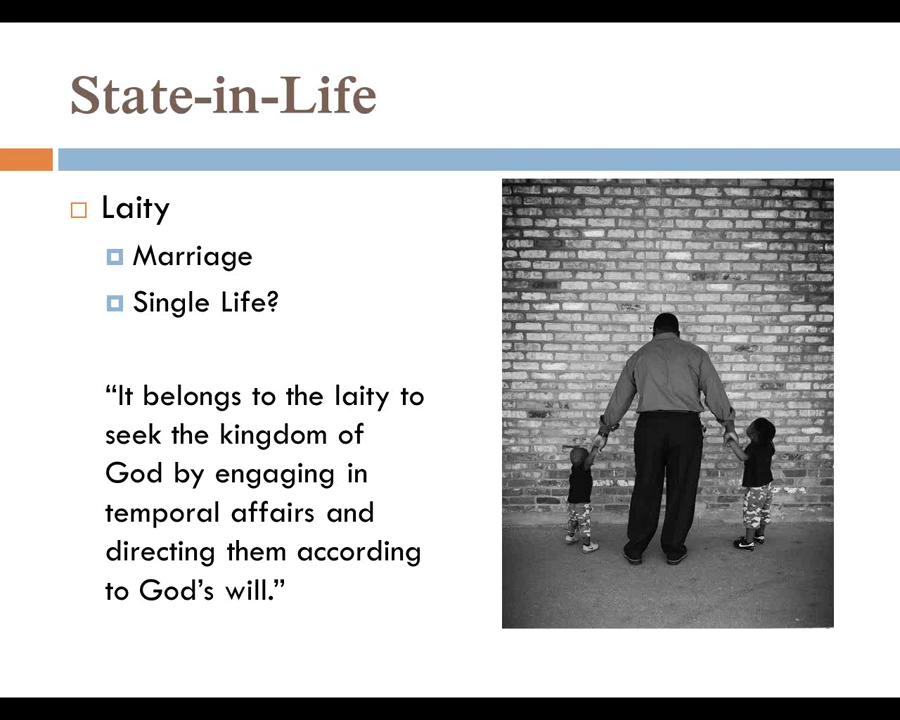 State-in-Life
Laity
Marriage
Single Life?
“It belongs to the laity to
seek the kingdom of
God by engaging in
temporal affairs and
directing them according
to God’s will.”